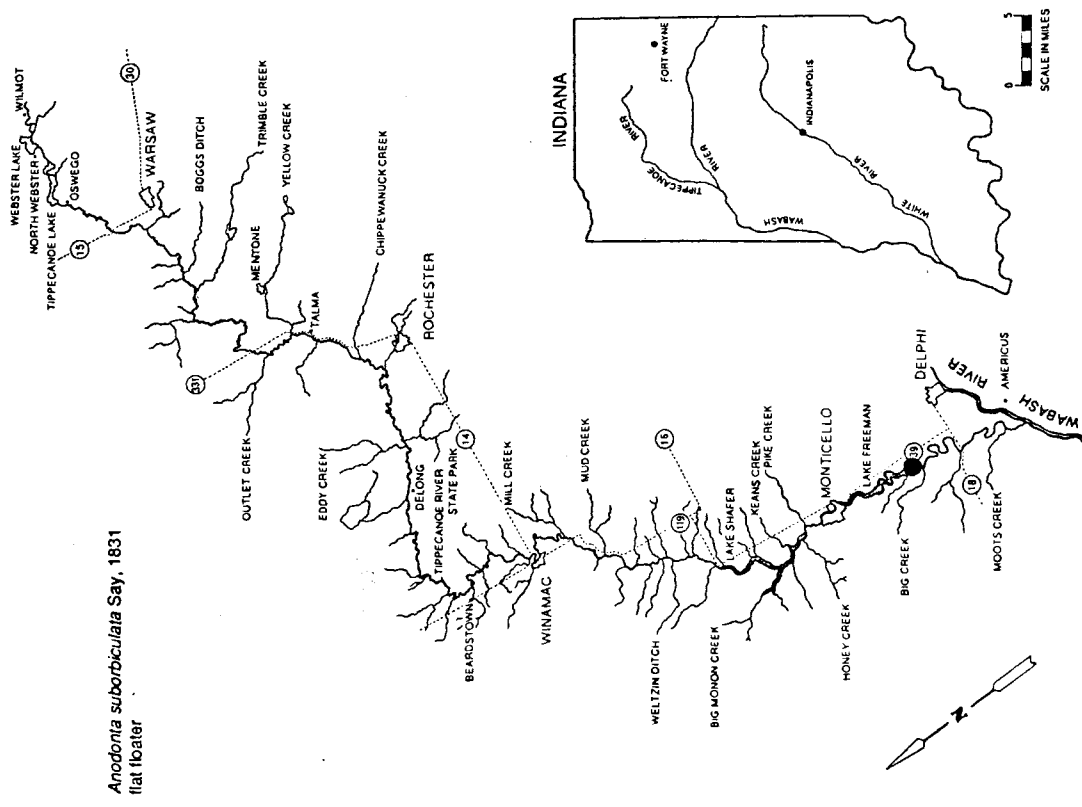 Anodonta suborbiculata Say, 1831
flat floater
WEBSTER LAKE
WILMOT
NORTH WEBSTER
TIPPECANOE LAKE
OSWEGO
15
30
WARSAW
BOGGS DITCH
TRIMBLE CREEK
YELLOW CREEK
MENTONE
TALMA
331
OUTLET CREEK
CHIPPEWANUCK CREEK
ROCHESTER
EDDY CREEK
DELONG
14
TIPPECANOE RIVER
STATE PARK
BEARDSTOWN
MILL CREEK
WINAMAC
MUD CREEK
16
119
WELTZIN DITCH
BIG MONON CREEK
LAKE SHAFER
KEANS CREEK
PIKE CREEK
HONEY CREEK
MONTICELLO
LAKE FREEMAN
39
BIG CREEK
18
MOOTS CREEK
DELPHI
AMERICUS
WABASH RIVER
N
INDIANA
FORT WAYNE
TIPPECANOE RIVER
WABASH RIVER
INDIANAPOLIS
WHITE RIVER
0 5
SCALE IN MILES